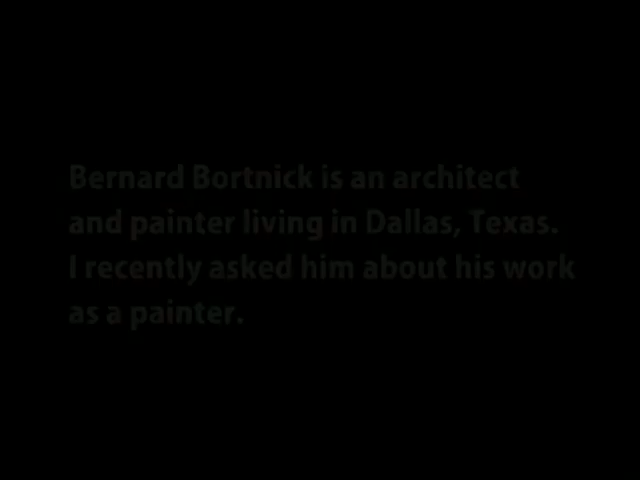 Bernard Bortnick is an architect
and painter living in Dallas, Texas.
I recently asked him about his work
as a painter.